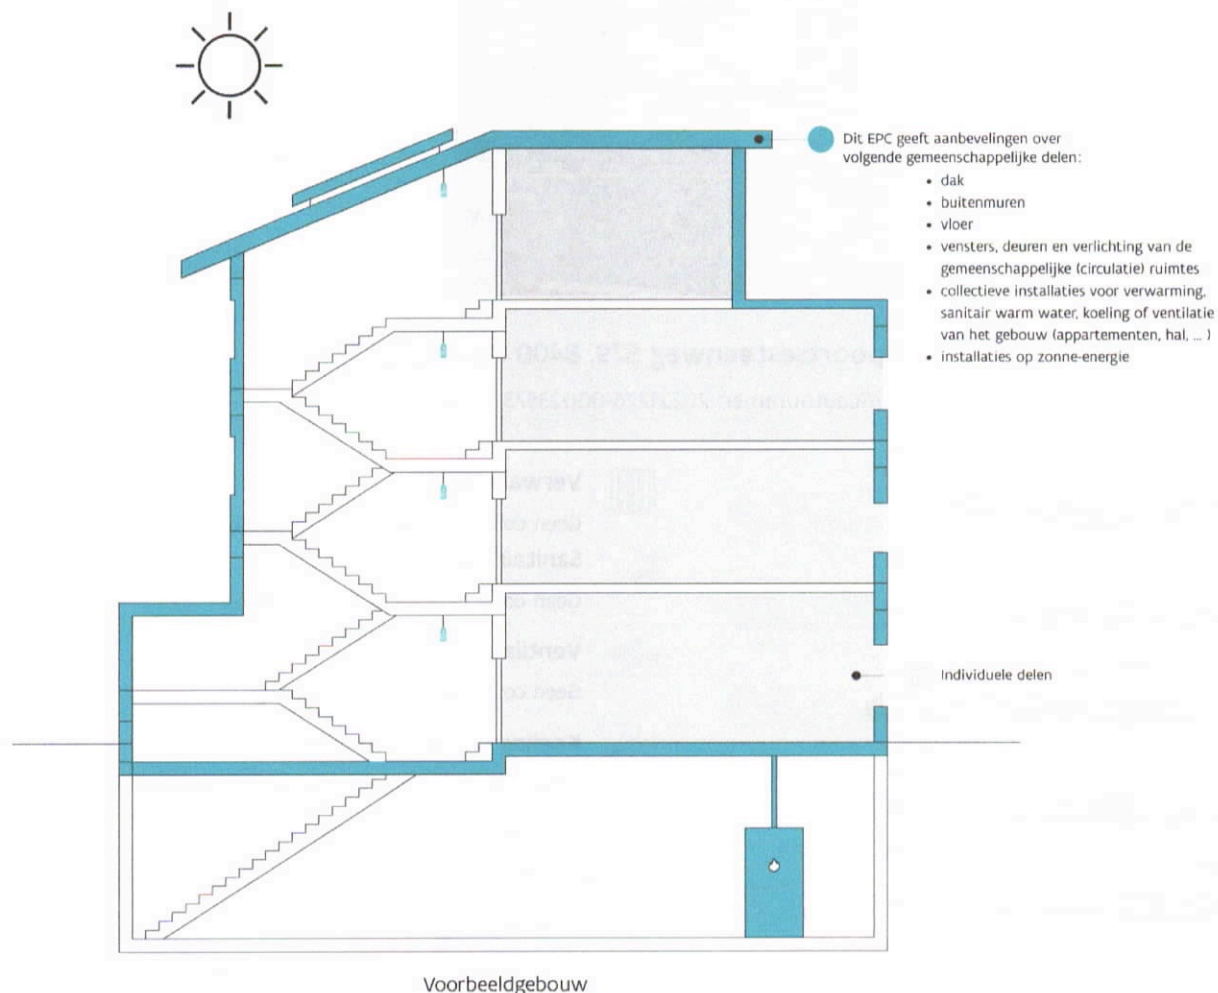 Dit EPC geeft aanbevelingen over
volgende gemeenschappelijke delen:
• dak
• buitenmuren
• vloer
• vensters, deuren en verlichting van de
gemeenschappelijke (circulatie) ruimtes
• collectieve installaties voor verwarming,
sanitair warm water, koeling of ventilatie
van het gebouw (appartementen, hal, ... )
• installaties op zonne-energie
Individuele delen
Voorbeeldgebouw